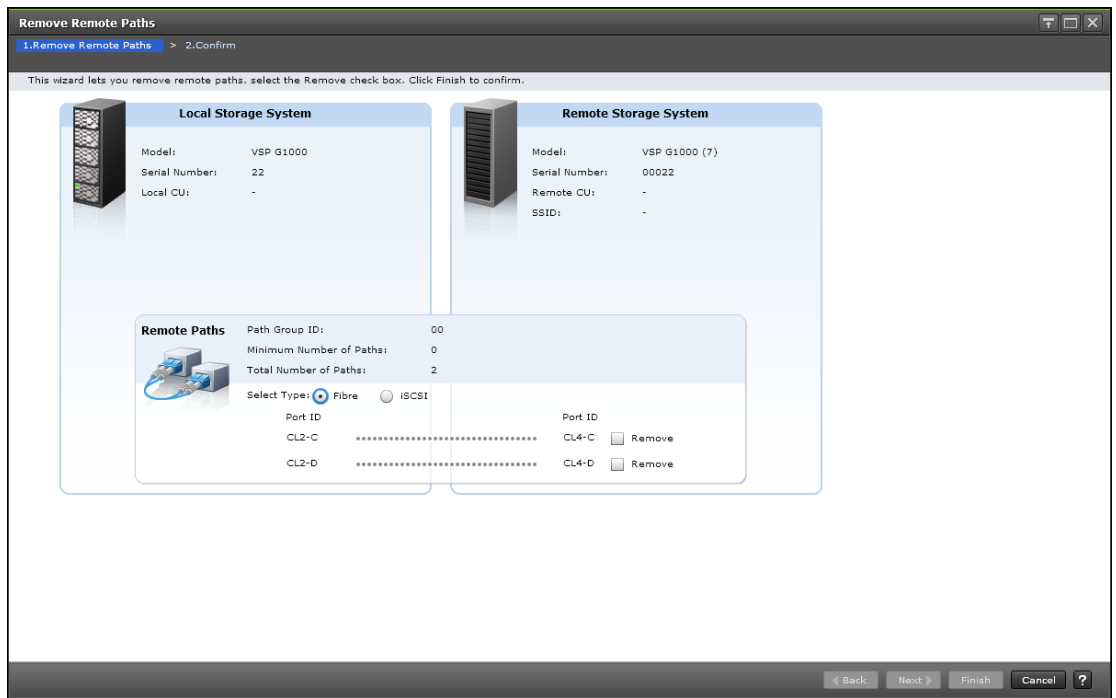 Remove Remote Paths
1.Remove Remote Paths > 2.Confirm
This wizard lets you remove remote paths. select the Remove check box. Click Finish to confirm.
Local Storage System
Model: VSP G1000
Serial Number: 22
Local CU: -
Remote Storage System
Model: VSP G1000 (7)
Serial Number: 00022
Remote CU: -
SSID: -
Remote Paths
Path Group ID: 00
Minimum Number of Paths: 0
Total Number of Paths: 2
Select Type: Fibre iSCSI
Port ID Port ID
CL2-C CL4-C Remove
CL2-D CL4-D Remove
Back Next Finish Cancel ?